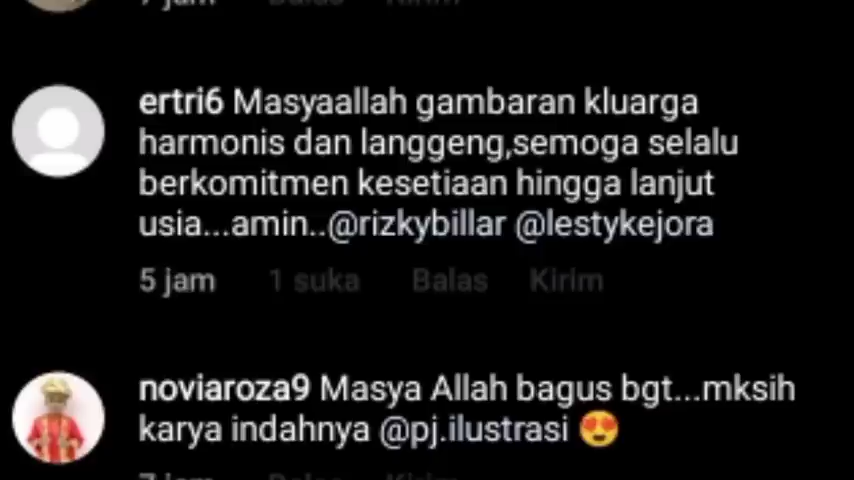 ertri6 Masyaallah gambaran kluarga
harmonis dan langgeng,semoga selalu
berkomitmen kesetiaan hingga lanjut
usia...amin..@rizkybillar @lestykejora
5 jam 1 suka Balas Kirim
noviaroza9 Masya Allah bagus bgt...mksih
karya indahnya @pj.ilustrasi 😍